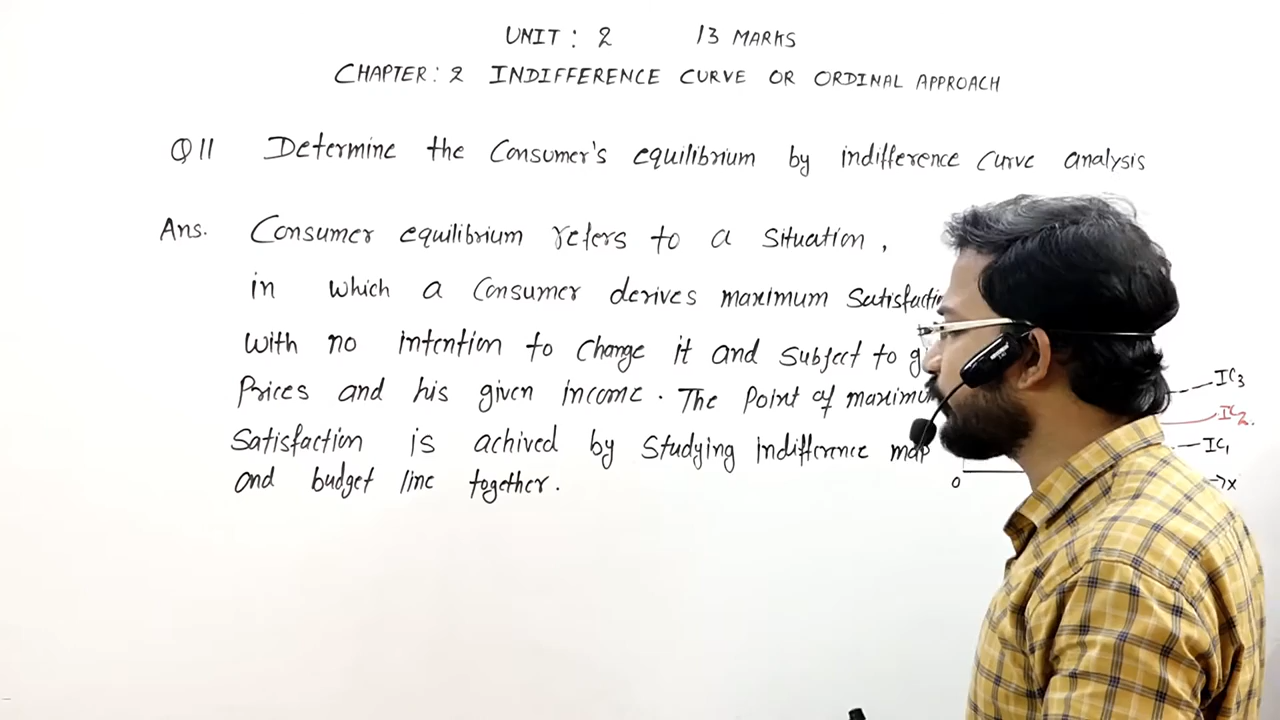 UNIT : 2 13 MARKS
CHAPTER : 2 INDIFFERENCE CURVE OR ORDINAL APPROACH
Q11 Determine the Consumer's equilibrium by indifference curve analysis
Ans. Consumer equilibrium refers to a situation ,
in which a Consumer derives maximum
with no intention to change it and subject to
Prices and his given income . The Point of
Satisfaction is achived by studying indifference map
and budget line together .
IC3
IC2.
IC1
0 x